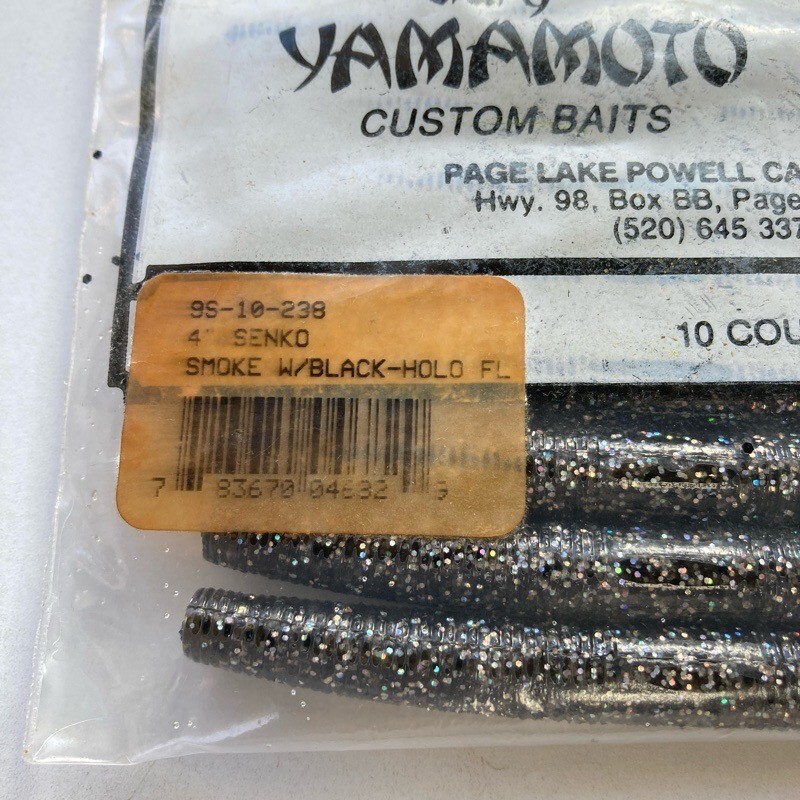 YAMAMOTO
CUSTOM BAITS
PAGE LAKE POWELL CA
Hwy. 98, Box BB, Page
(520) 645 337
10 COU
9S-10-238
4" SENKO
SMOKE W/BLACK-HOLO FL
7 83670 04632 9